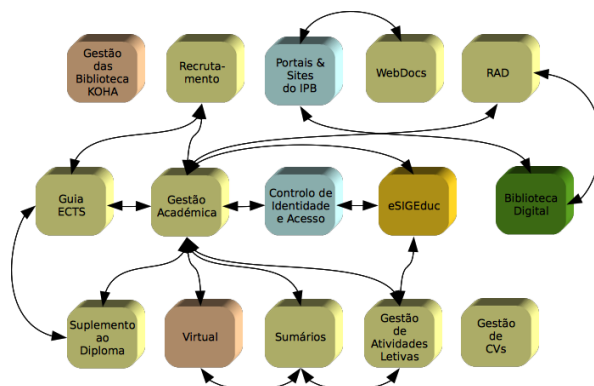 Gestão
das
Biblioteca
KOHA
Recruta-
mento
Portais &
Sites
do IPB
WebDocs
RAD
Guia
ECTS
Gestão
Académica
Controlo de
Identidade
e Acesso
eSIGEduc
Biblioteca
Digital
Suplemento
ao
Diploma
Virtual
Sumários
Gestão
de
Atividades
Letivas
Gestão
de
CVs